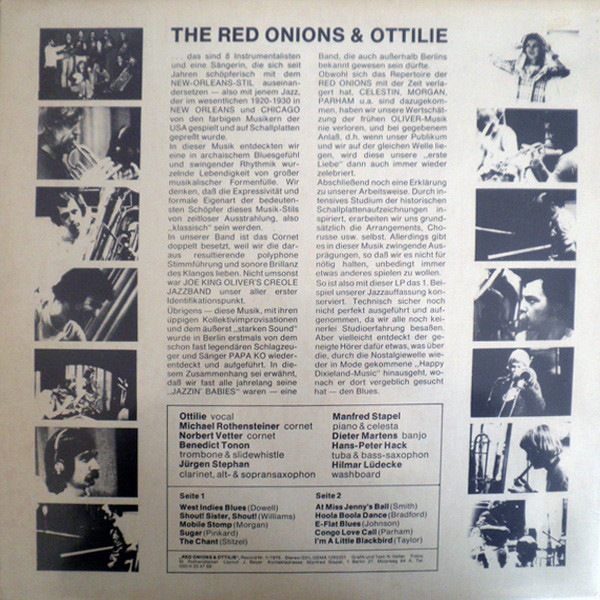 THE RED ONIONS & OTTILIE
... das sind 8 Instrumentalisten
und eine Sängerin, die sich seit
Jahren schöpferisch mit dem
NEW-ORLEANS-STIL auseinan-
dersetzen — also mit jenem Jazz,
der im wesentlichen 1920-1930 in
NEW ORLEANS und CHICAGO
von den farbigen Musikern der
USA gespielt und auf Schallplatten
gepreßt wurde.
In dieser Musik entdeckten wir
eine in archaischem Bluesgefühl
und swingender Rhythmik wur-
zelnde Lebendigkeit von großer
musikalischer Formenfülle. Wir
denken, daß die Expressivität und
formale Eigenart der bedeuten-
sten Schöpfer dieses Musik-Stils
von zeitloser Ausstrahlung, also
„klassisch" sein werden.
In unserer Band ist das Cornet
doppelt besetzt, weil wir die dar-
aus resultierende polyphone
Stimmführung und sonore Brillanz
des Klanges lieben. Nicht umsonst
war JOE KING OLIVER'S CREOLE
JAZZBAND unser aller erster
Identifikationspunkt.
Übrigens — diese Musik, mit ihren
üppigen Kollektivimprovisationen
und dem äußerst „starken Sound"
wurde in Berlin erstmals von dem
schon fast legendären Schlagzeu-
ger und Sänger PAPA KO wieder-
entdeckt und aufgeführt. In die-
sem Zusammenhang sei erwähnt,
daß wir fast alle jahrelang seine
„JAZZIN' BABIES" waren — eine
Band, die auch außerhalb Berlins
bekannt gewesen sein dürfte.
Obwohl sich das Repertoire der
RED ONIONS mit der Zeit verla-
gert hat, CELESTIN, MORGAN,
PARHAM u.a. sind dazugekom-
men, haben wir unsere Wertschät-
zung der frühen OLIVER-Musik
nie verloren, und bei gegebenem
Anlaß, d.h. wenn unser Publikum
und wir auf der gleichen Welle lie-
gen, wird diese unsere „erste
Liebe" dann auch immer wieder
zelebriert.
Abschließend noch eine Erklärung
zu unserer Arbeitsweise. Durch in-
tensives Studium der historischen
Schallplattenaufzeichnungen in-
spiriert, erarbeiten wir uns grund-
sätzlich die Arrangements, Cho-
russe usw. selbst. Allerdings gibt
es in dieser Musik zwingende Aus-
prägungen, so daß wir es nicht für
nötig halten, unbedingt immer
etwas anderes spielen zu wollen.
So ist also mit dieser LP das 1. Bei-
spiel unserer Jazzauffassung kon-
serviert. Technisch sicher noch
nicht perfekt ausgeführt und auf-
genommen, da wir alle noch kei-
nerlei Studioerfahrung besaßen.
Aber vielleicht entdeckt der ge-
neigte Hörer dafür etwas, was über
die, durch die Nostalgiewelle wie-
der in Mode gekommene „Happy
Dixieland-Music" hinausgeht, wo-
nach er dort vergeblich gesucht
hat — den Blues.
Ottilie vocal
Michael Rothensteiner cornet
Norbert Vetter cornet
Benedict Tonon
trombone & slidewhistle
Jürgen Stephan
clarinet, alt- & sopransaxophon
Manfred Stapel
piano & celesta
Dieter Martens banjo
Hans-Peter Hack
tuba & bass-saxophon
Hilmar Lüdecke
washboard
Seite 1
West Indies Blues (Dowell)
Shout! Sister, Shout! (Williams)
Mobile Stomp (Morgan)
Sugar (Pinkard)
The Chant (Stitzel)
Seite 2
At Miss Jenny's Ball (Smith)
Hoola Boola Dance (Bradford)
E-Flat Blues (Johnson)
Congo Love Call (Parham)
I'm A Little Blackbird (Taylor)
„RED ONIONS & OTTILIE",